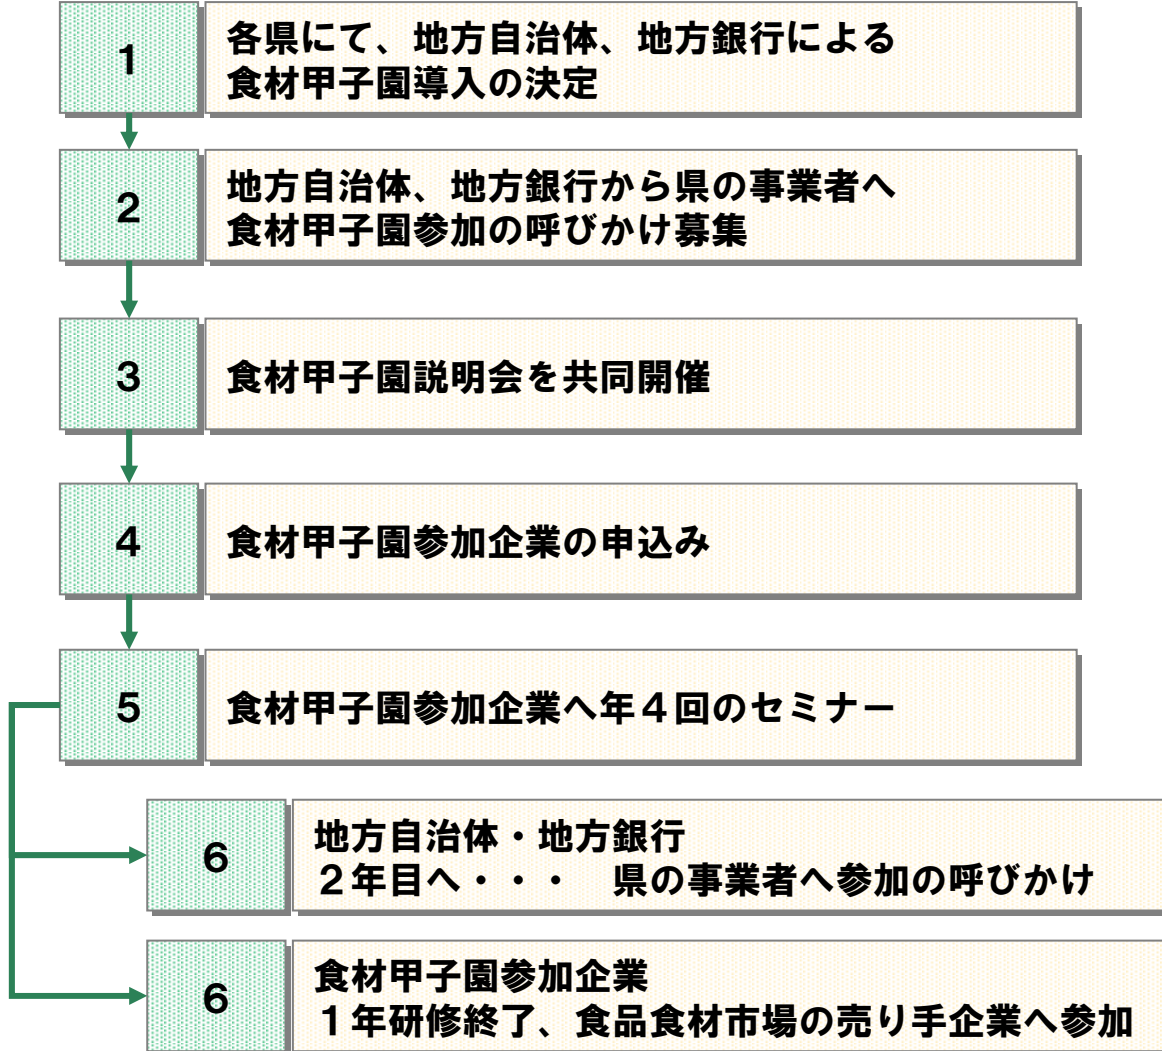 1
各県にて、地方自治体、地方銀行による
食材甲子園導入の決定
2
地方自治体、地方銀行から県の事業者へ
食材甲子園参加の呼びかけ募集
3
食材甲子園説明会を共同開催
4
食材甲子園参加企業の申込み
5
食材甲子園参加企業へ年４回のセミナー
6
地方自治体・地方銀行
２年目へ・・・　県の事業者へ参加の呼びかけ
6
食材甲子園参加企業
１年研修終了、食品食材市場の売り手企業へ参加